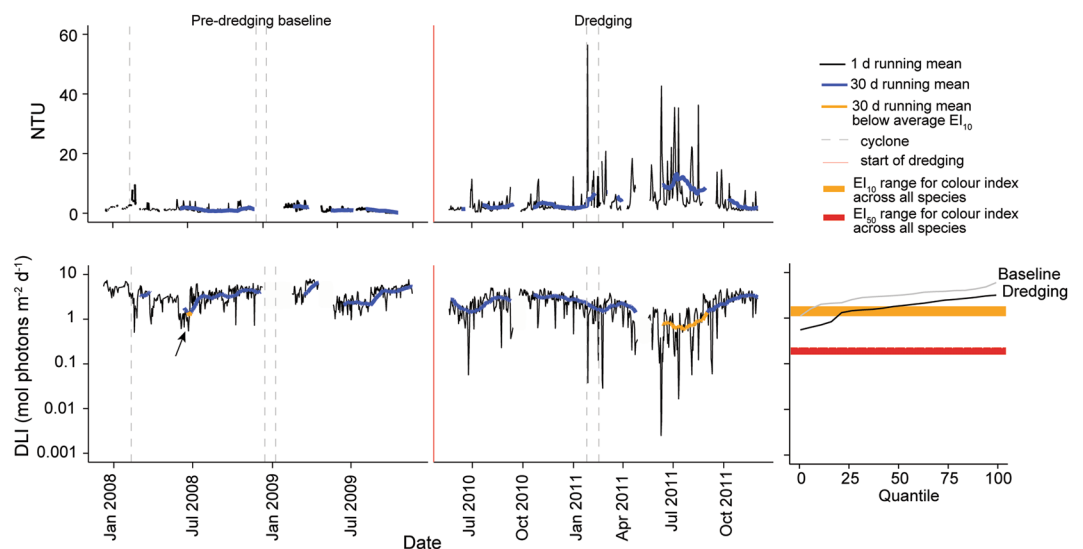 Pre-dredging baseline
Dredging
60
40
20
0
NTU
1 d running mean
30 d running mean
30 d running mean
below average EI10
cyclone
start of dredging
EI10 range for colour index
across all species
EI50 range for colour index
across all species
10
1
0.1
0.01
0.001
DLI (mol photons m-2 d-1)
Baseline
Dredging
Jan 2008
Jul 2008
Jan 2009
Jul 2009
Jul 2010
Oct 2010
Jan 2011
Apr 2011
Jul 2011
Oct 2011
Date
0
25
50
75
100
Quantile